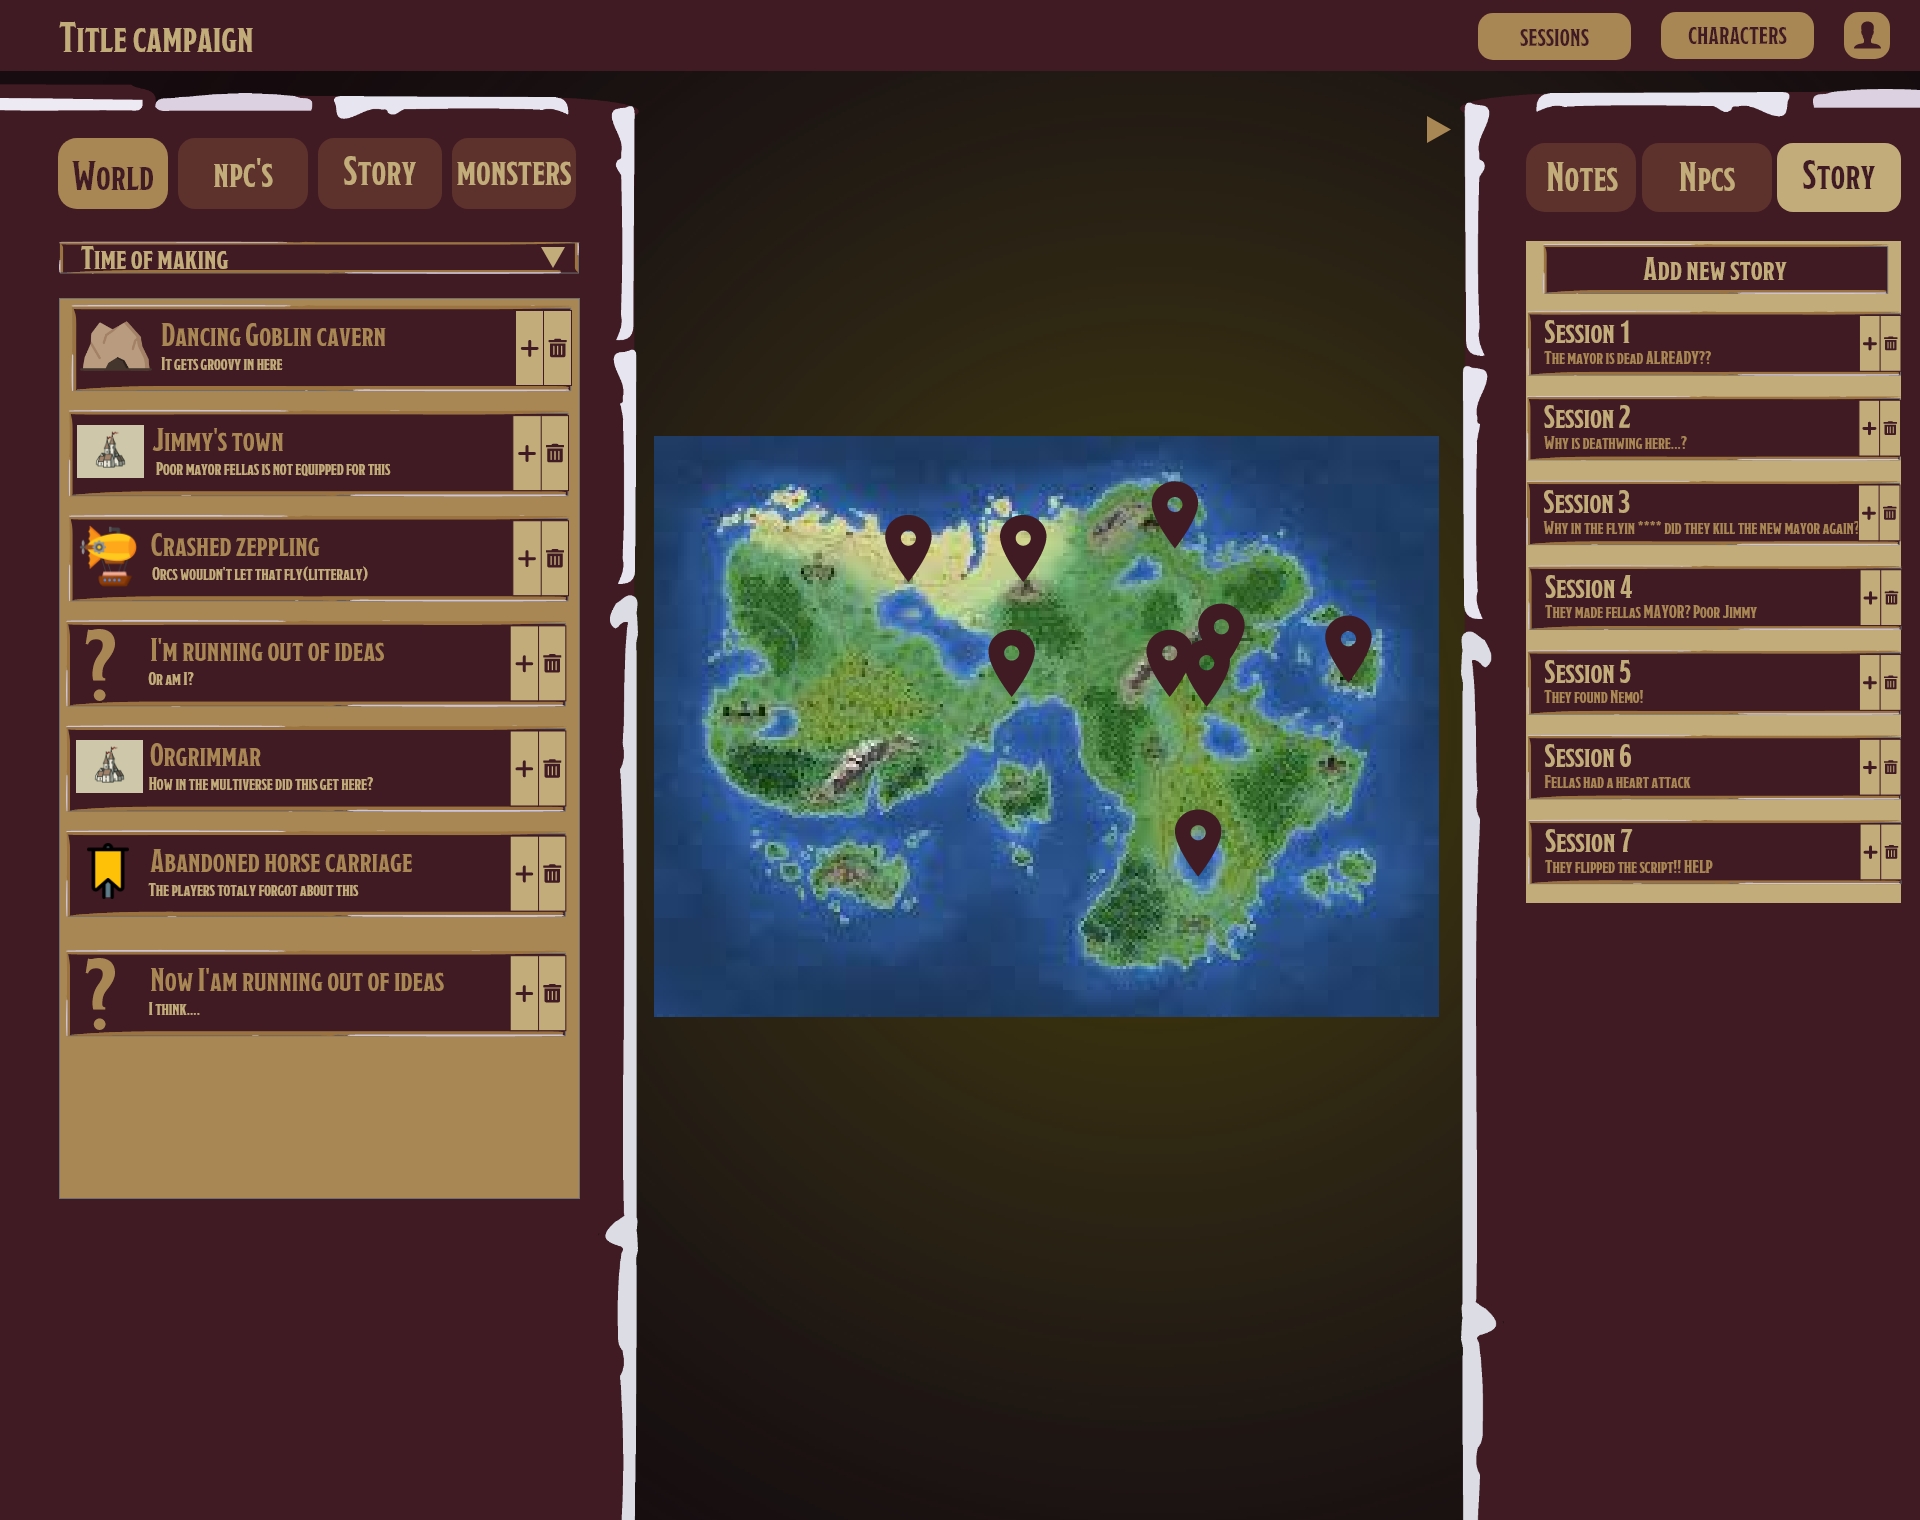 Title campaign
sessions
characters
World
npc's
Story
monsters
Notes
Npcs
Story
Time of making
Dancing Goblin cavern
It gets groovy in here
Jimmy's town
Poor mayor fellas is not equipped for this
Crashed zeppling
Orcs wouldn't let that fly(litteraly)
?
I'm running out of ideas
Or am I?
Orgrimmar
How in the multiverse did this get here?
Abandoned horse carriage
The players totaly forgot about this
?
Now I'am running out of ideas
I think....
Add new story
Session 1
The mayor is dead ALREADY??
Session 2
Why is deathwing here...?
Session 3
Why in the flyin **** did they kill the new mayor again?
Session 4
They made fellas MAYOR? Poor Jimmy
Session 5
They found Nemo!
Session 6
Fellas had a heart attack
Session 7
They flipped the script!! HELP